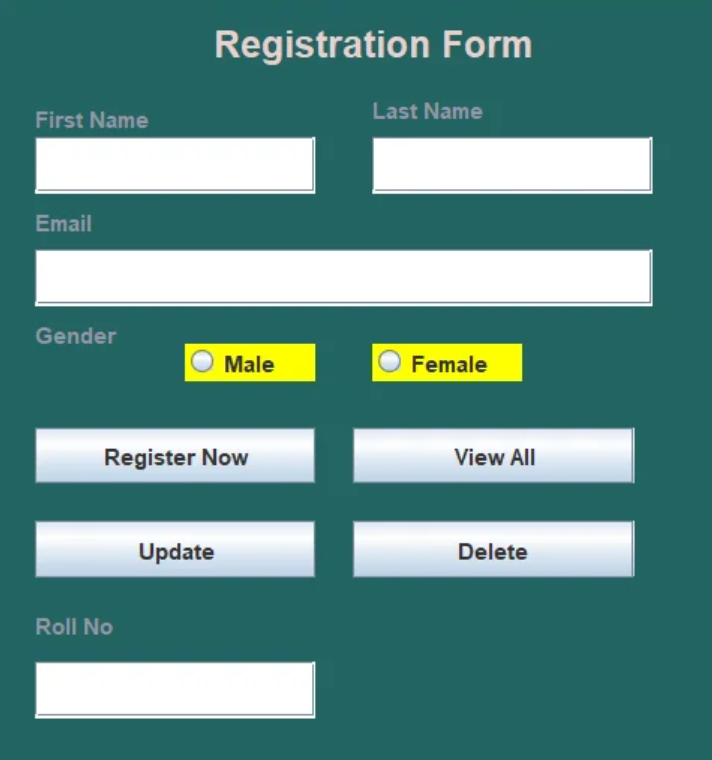 Registration Form
First Name
Last Name
Email
Gender
Male
Female
Register Now
View All
Update
Delete
Roll No